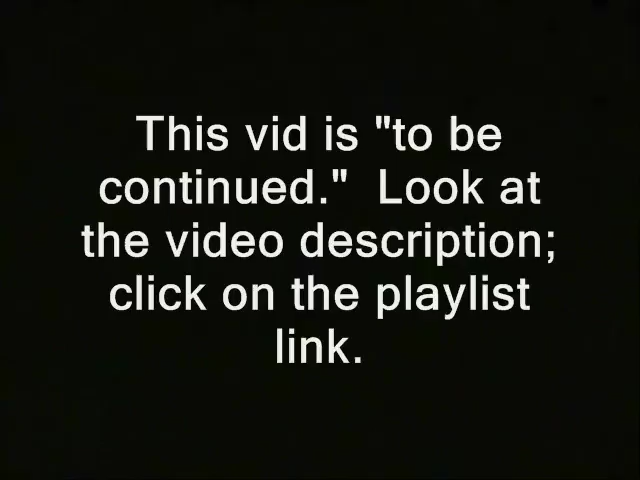 This vid is "to be
continued."  Look at
the video description;
click on the playlist
link.